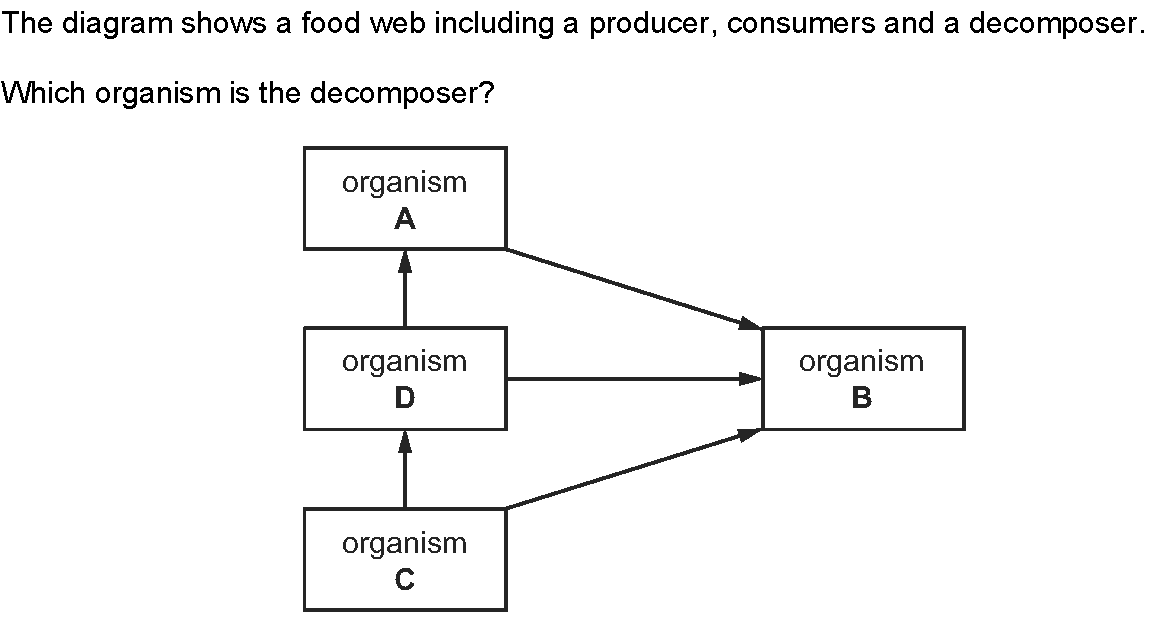 The diagram shows a food web including a producer, consumers and a decomposer.
Which organism is the decomposer?
organism
A
organism
D
organism
B
organism
C